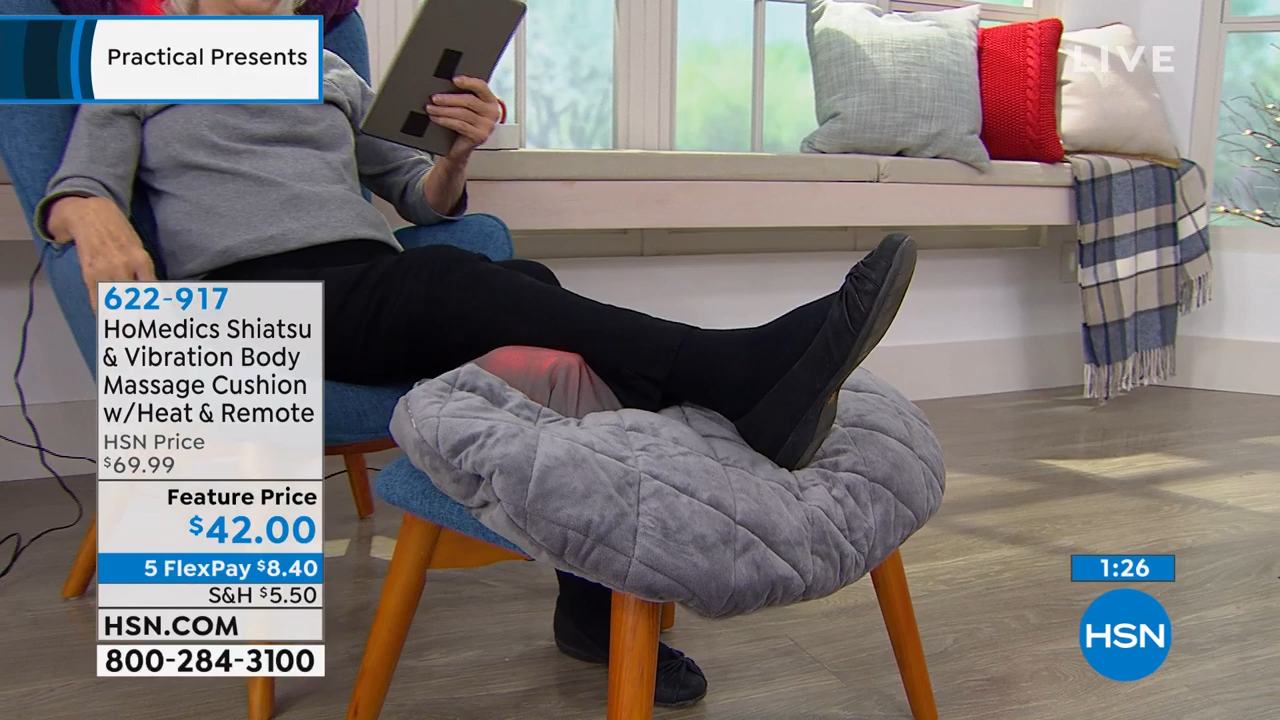 Practical Presents
LIVE
622-917
HoMedics Shiatsu
& Vibration Body
Massage Cushion
w/Heat & Remote
HSN Price
$69.99
Feature Price
$42.00
5 FlexPay $8.40
S&H $5.50
HSN.COM
800-284-3100
1:26
HSN